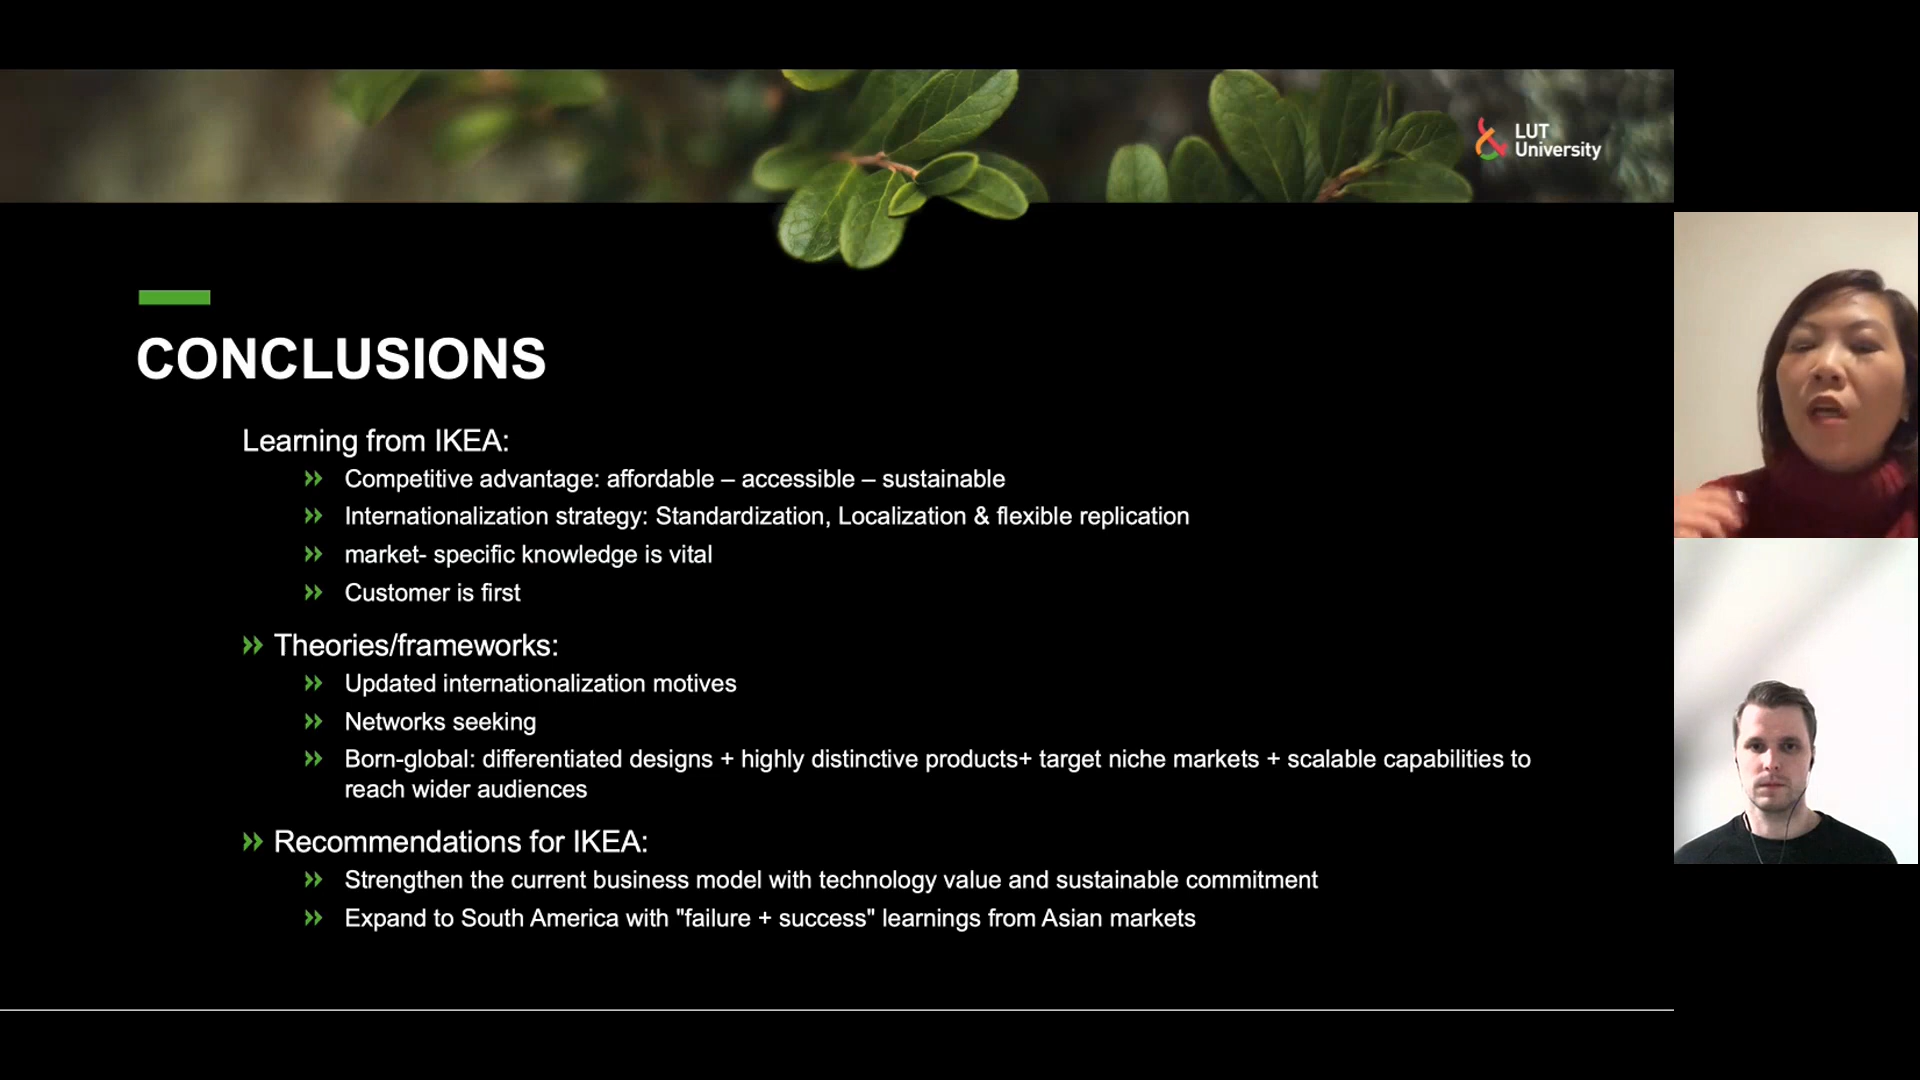 LUT
University
CONCLUSIONS
Learning from IKEA:
Competitive advantage: affordable – accessible – sustainable
Internationalization strategy: Standardization, Localization & flexible replication
market- specific knowledge is vital
Customer is first
Theories/frameworks:
Updated internationalization motives
Networks seeking
Born-global: differentiated designs + highly distinctive products+ target niche markets + scalable capabilities to
reach wider audiences
Recommendations for IKEA:
Strengthen the current business model with technology value and sustainable commitment
Expand to South America with "failure + success" learnings from Asian markets